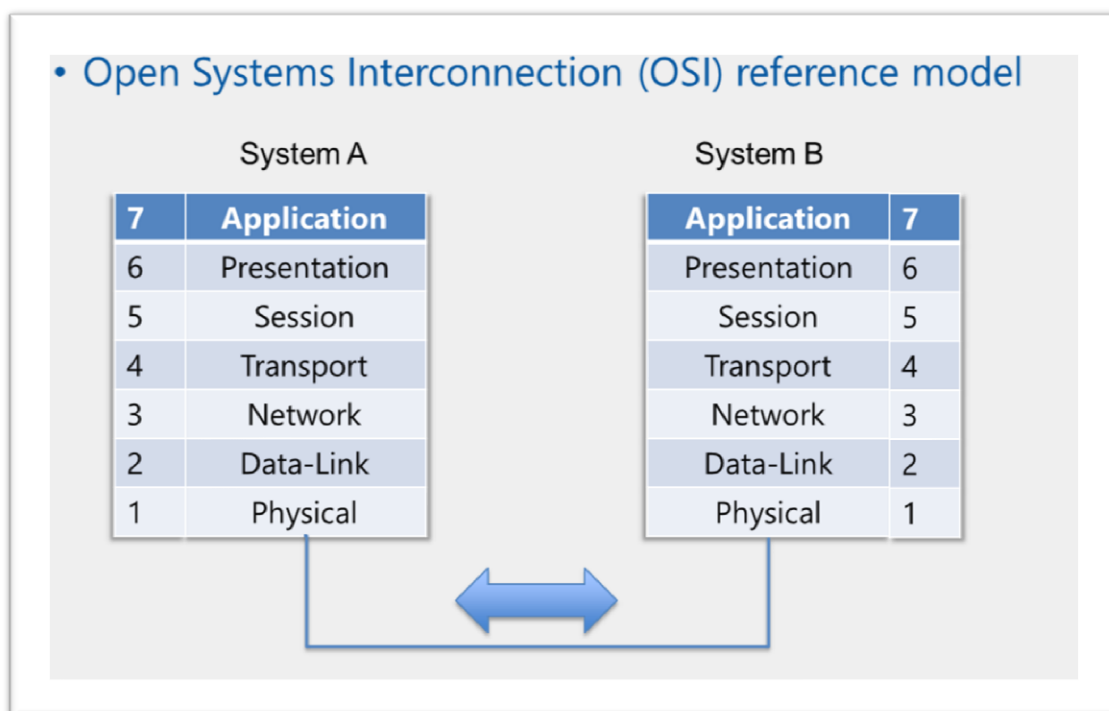 • Open Systems Interconnection (OSI) reference model
System A
7 Application
6 Presentation
5 Session
4 Transport
3 Network
2 Data-Link
1 Physical
System B
Application 7
Presentation 6
Session 5
Transport 4
Network 3
Data-Link 2
Physical 1